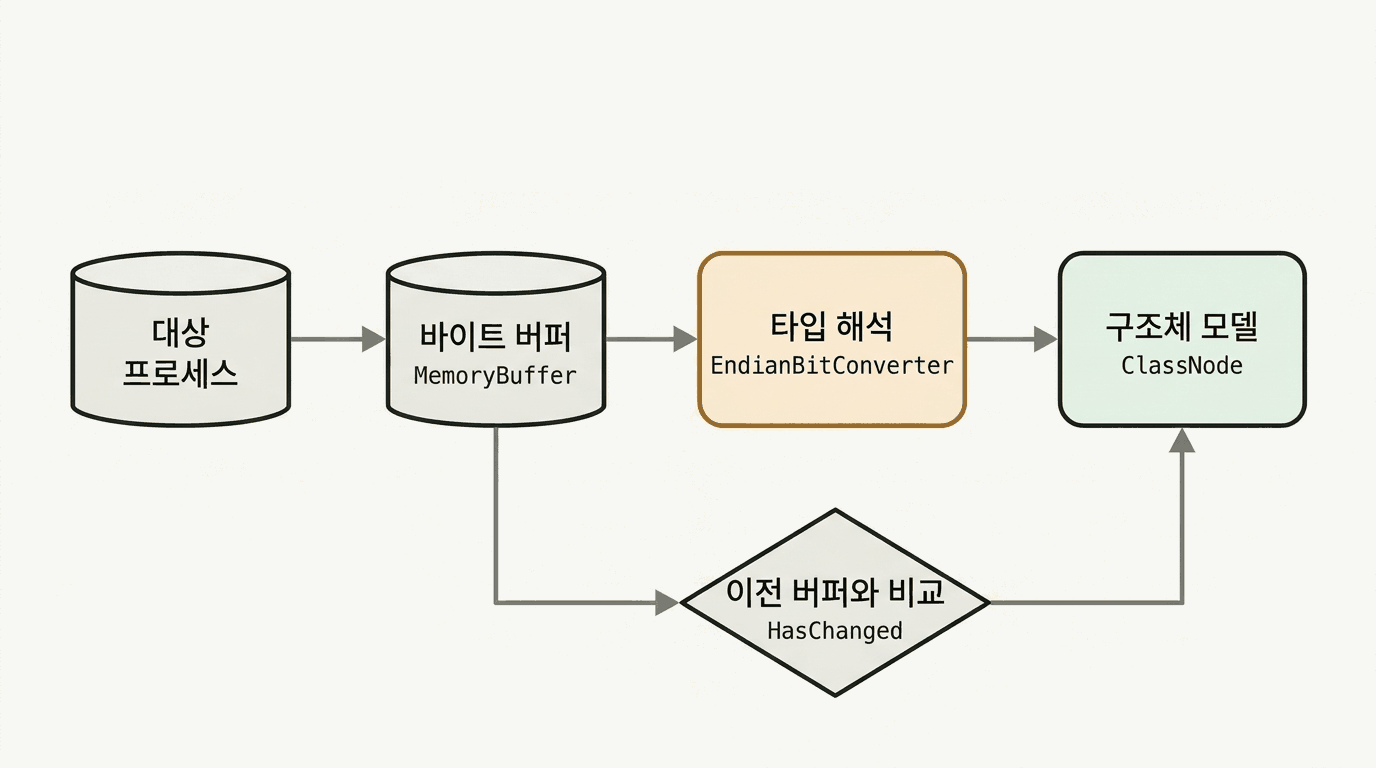 대상
프로세스
바이트 버퍼
MemoryBuffer
타입 해석
EndianBitConverter
구조체 모델
ClassNode
이전 버퍼와 비교
HasChanged